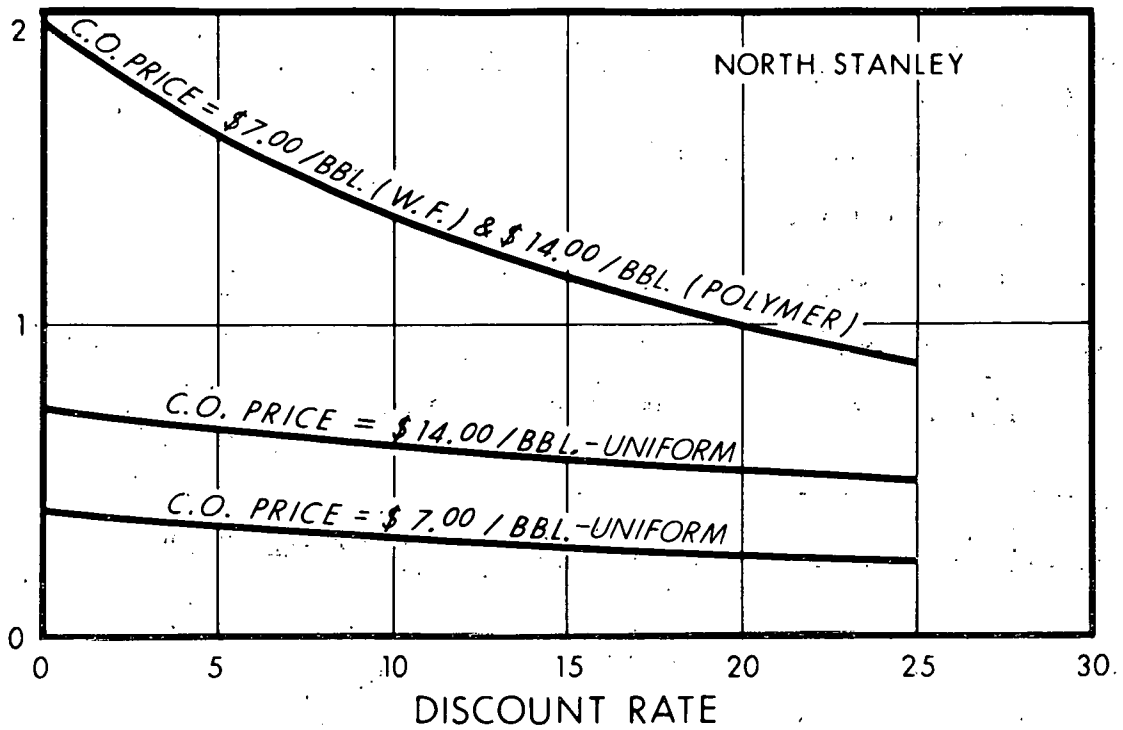 2
NORTH STANLEY
C.O. PRICE = $7.00/BBL. (W.F.) & $14.00/BBL. (POLYMER)
1
C.O. PRICE = $14.00/BBL.-UNIFORM
C.O. PRICE = $7.00/BBL.-UNIFORM
0
0 5 10 15 20 25 30
DISCOUNT RATE